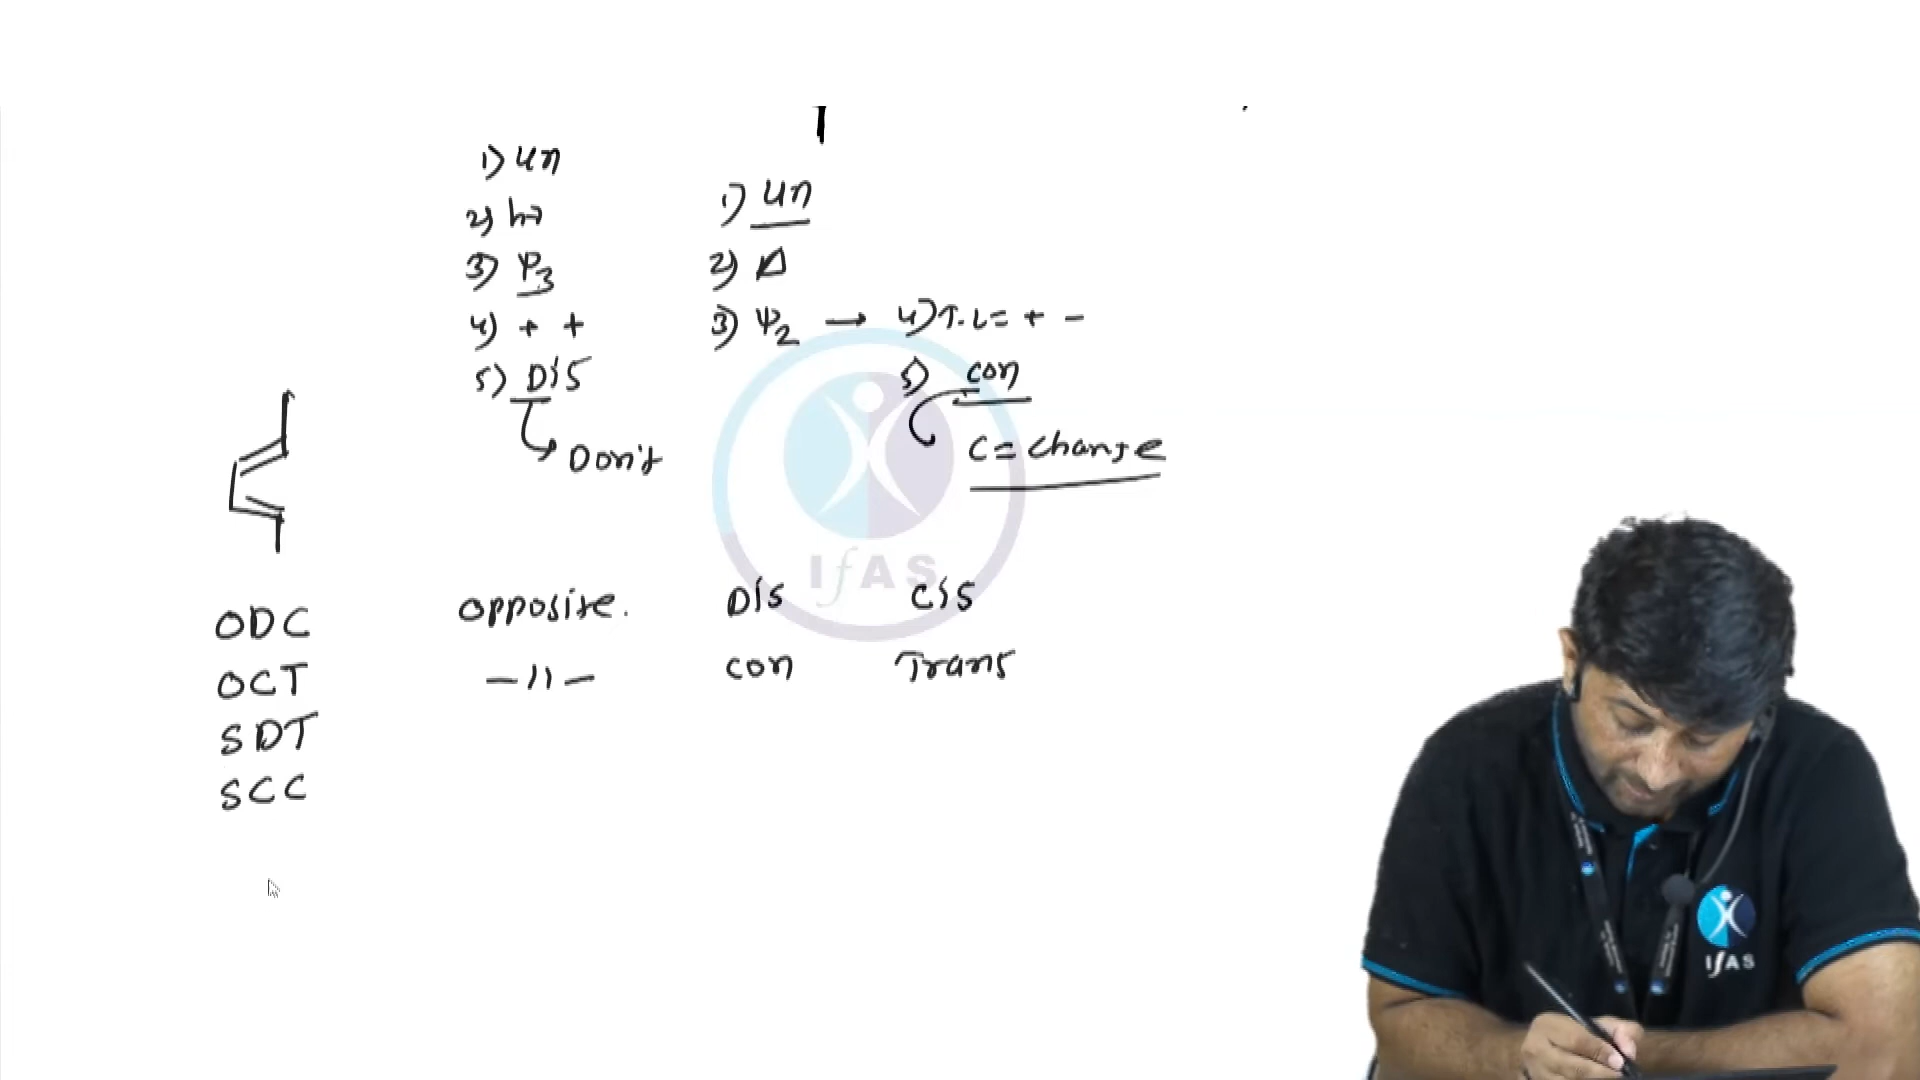 1) 4n
2) hν
3) Ψ3
4) + +
5) Dis
Don't
1) 4n
2) Δ
3) Ψ2 → 4) T.L = + -
5) con
C = change
IfAS
ODC opposite. Dis cis
OCT -11- con Trans
SDT
SCC
IfAS